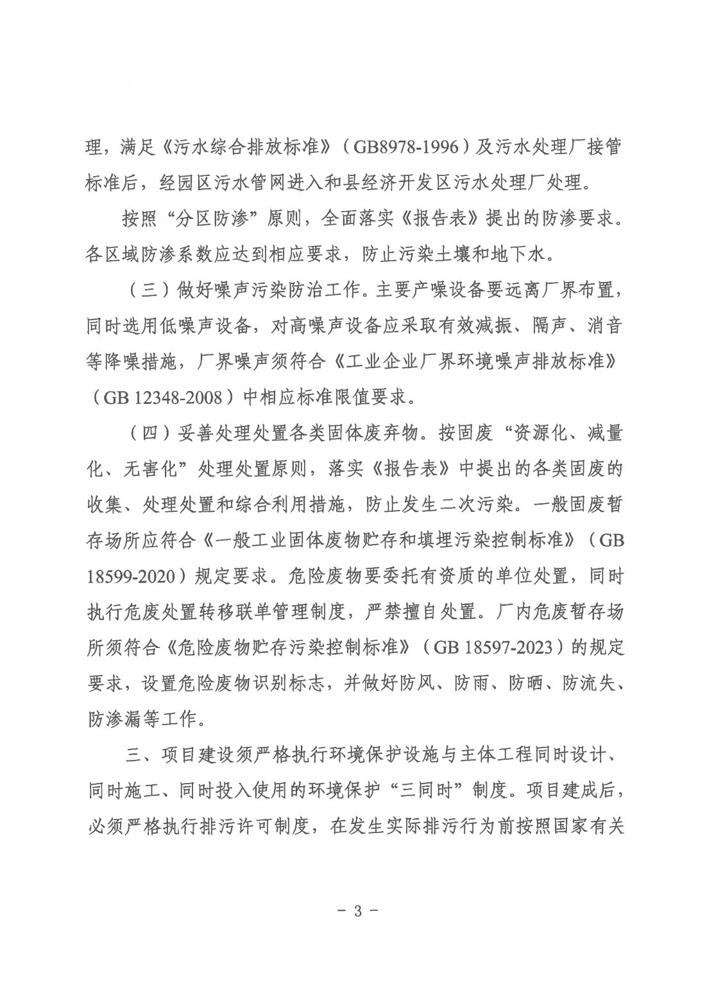 理，满足《污水综合排放标准》（GB8978-1996）及污水处理厂接管
标准后，经园区污水管网进入和县经济开发区污水处理厂处理。
按照“分区防渗”原则，全面落实《报告表》提出的防渗要求。
各区域防渗系数应达到相应要求，防止污染土壤和地下水。
（三）做好噪声污染防治工作。主要产噪设备要远离厂界布置，
同时选用低噪声设备，对高噪声设备应采取有效减振、隔声、消音
等降噪措施，厂界噪声须符合《工业企业厂界环境噪声排放标准》
（GB 12348-2008）中相应标准限值要求。
（四）妥善处理处置各类固体废弃物。按固废“资源化、减量
化、无害化”处理处置原则，落实《报告表》中提出的各类固废的
收集、处理处置和综合利用措施，防止发生二次污染。一般固废暂
存场所应符合《一般工业固体废物贮存和填埋污染控制标准》（GB
18599-2020）规定要求。危险废物要委托有资质的单位处置，同时
执行危废处置转移联单管理制度，严禁擅自处置。厂内危废暂存场
所须符合《危险废物贮存污染控制标准》（GB 18597-2023）的规定
要求，设置危险废物识别标志，并做好防风、防雨、防晒、防流失、
防渗漏等工作。
三、项目建设须严格执行环境保护设施与主体工程同时设计、
同时施工、同时投入使用的环境保护“三同时”制度。项目建成后，
必须严格执行排污许可制度，在发生实际排污行为前按照国家有关
- 3 -